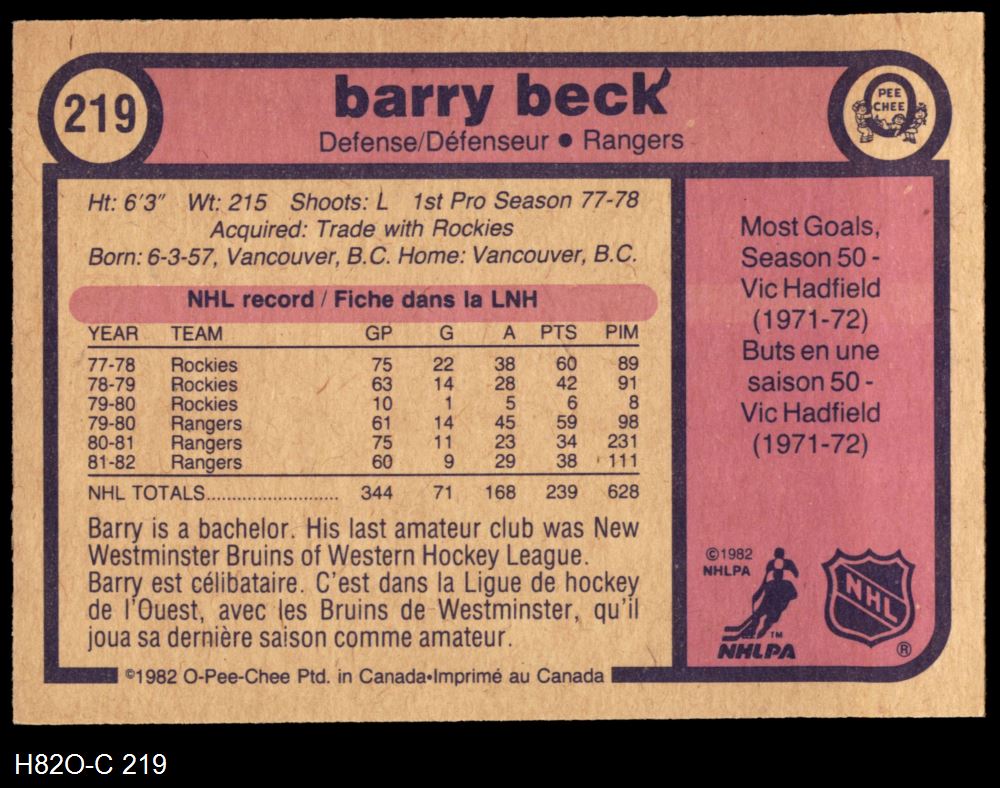 219
barry beck
Defense/Défenseur • Rangers
PEE
CHEE
Ht: 6'3" Wt: 215 Shoots: L 1st Pro Season 77-78
Acquired: Trade with Rockies
Born: 6-3-57, Vancouver, B.C. Home: Vancouver, B.C.
NHL record / Fiche dans la LNH
YEAR TEAM GP G A PTS PIM
77-78 Rockies 75 22 38 60 89
78-79 Rockies 63 14 28 42 91
79-80 Rockies 10 1 5 6 8
79-80 Rangers 61 14 45 59 98
80-81 Rangers 75 11 23 34 231
81-82 Rangers 60 9 29 38 111
NHL TOTALS........................ 344 71 168 239 628
Barry is a bachelor. His last amateur club was New
Westminster Bruins of Western Hockey League.
Barry est célibataire. C'est dans la Ligue de hockey
de l'Ouest, avec les Bruins de Westminster, qu'il
joua sa dernière saison comme amateur.
Most Goals,
Season 50 -
Vic Hadfield
(1971-72)
Buts en une
saison 50 -
Vic Hadfield
(1971-72)
©1982
NHLPA
TM
NHLPA
NHL
®
©1982 O-Pee-Chee Ptd. in Canada•Imprimé au Canada
H82O-C 219